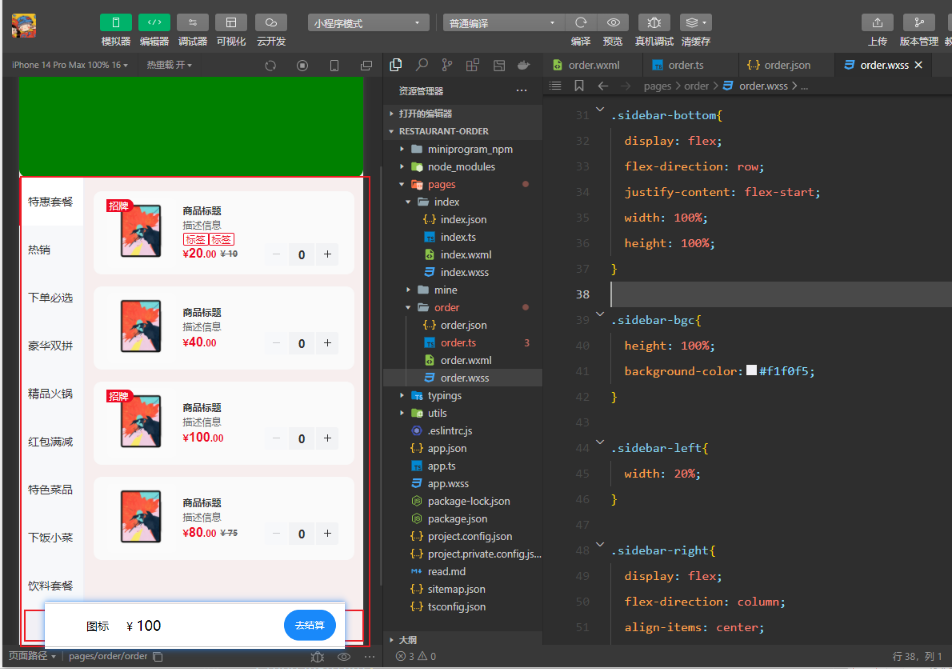 小程序模式
普通编译
模拟器 编辑器 调试器 可视化 云开发
编译 预览 真机调试 清缓存
上传 版本管理
iPhone 14 Pro Max 100% 16
热重载 开
资源管理器
打开的编辑器
RESTAURANT-ORDER
miniprogram_npm
node_modules
pages
index
index.json
index.ts
index.wxml
index.wxss
mine
order
order.json
order.ts 3
order.wxml
order.wxss
typings
utils
.eslintrc.js
app.json
app.ts
app.wxss
package-lock.json
package.json
project.config.json
project.private.config.js...
read.md
sitemap.json
tsconfig.json
大纲
3 0
order.wxml order.ts order.json order.wxss
pages > order > order.wxss > ...
31 .sidebar-bottom{
32 display: flex;
33 flex-direction: row;
34 justify-content: flex-start;
35 width: 100%;
36 height: 100%;
37 }
38
39 .sidebar-bgc{
40 height: 100%;
41 background-color: #f1f0f5;
42 }
43
44 .sidebar-left{
45 width: 20%;
46 }
47
48 .sidebar-right{
49 display: flex;
50 flex-direction: column;
51 align-items: center;
行 38，列 1
特惠套餐
热销
下单必选
豪华双拼
精品火锅
红包满减
特色菜品
下饭小菜
饮料套餐
招牌
商品标题
描述信息
标签 标签
¥20.00 ¥10
− 0 +
商品标题
描述信息
¥40.00
− 0 +
招牌
商品标题
描述信息
¥100.00
− 0 +
商品标题
描述信息
¥80.00 ¥75
− 0 +
图标 ¥ 100 去结算
页面路径 pages/order/order